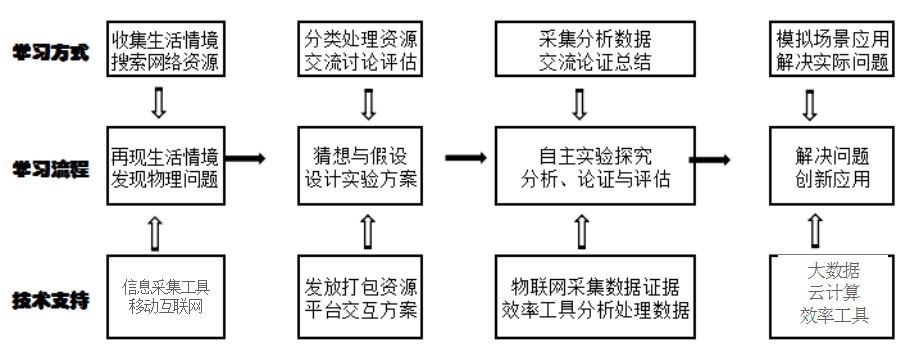 学习方式
收集生活情境
搜索网络资源
分类处理资源
交流讨论评估
采集分析数据
交流论证总结
模拟场景应用
解决实际问题
学习流程
再现生活情境
发现物理问题
猜想与假设
设计实验方案
自主实验探究
分析、论证与评估
解决问题
创新应用
技术支持
信息采集工具
移动互联网
发放打包资源
平台交互方案
物联网采集数据证据
效率工具分析处理数据
大数据
云计算
效率工具